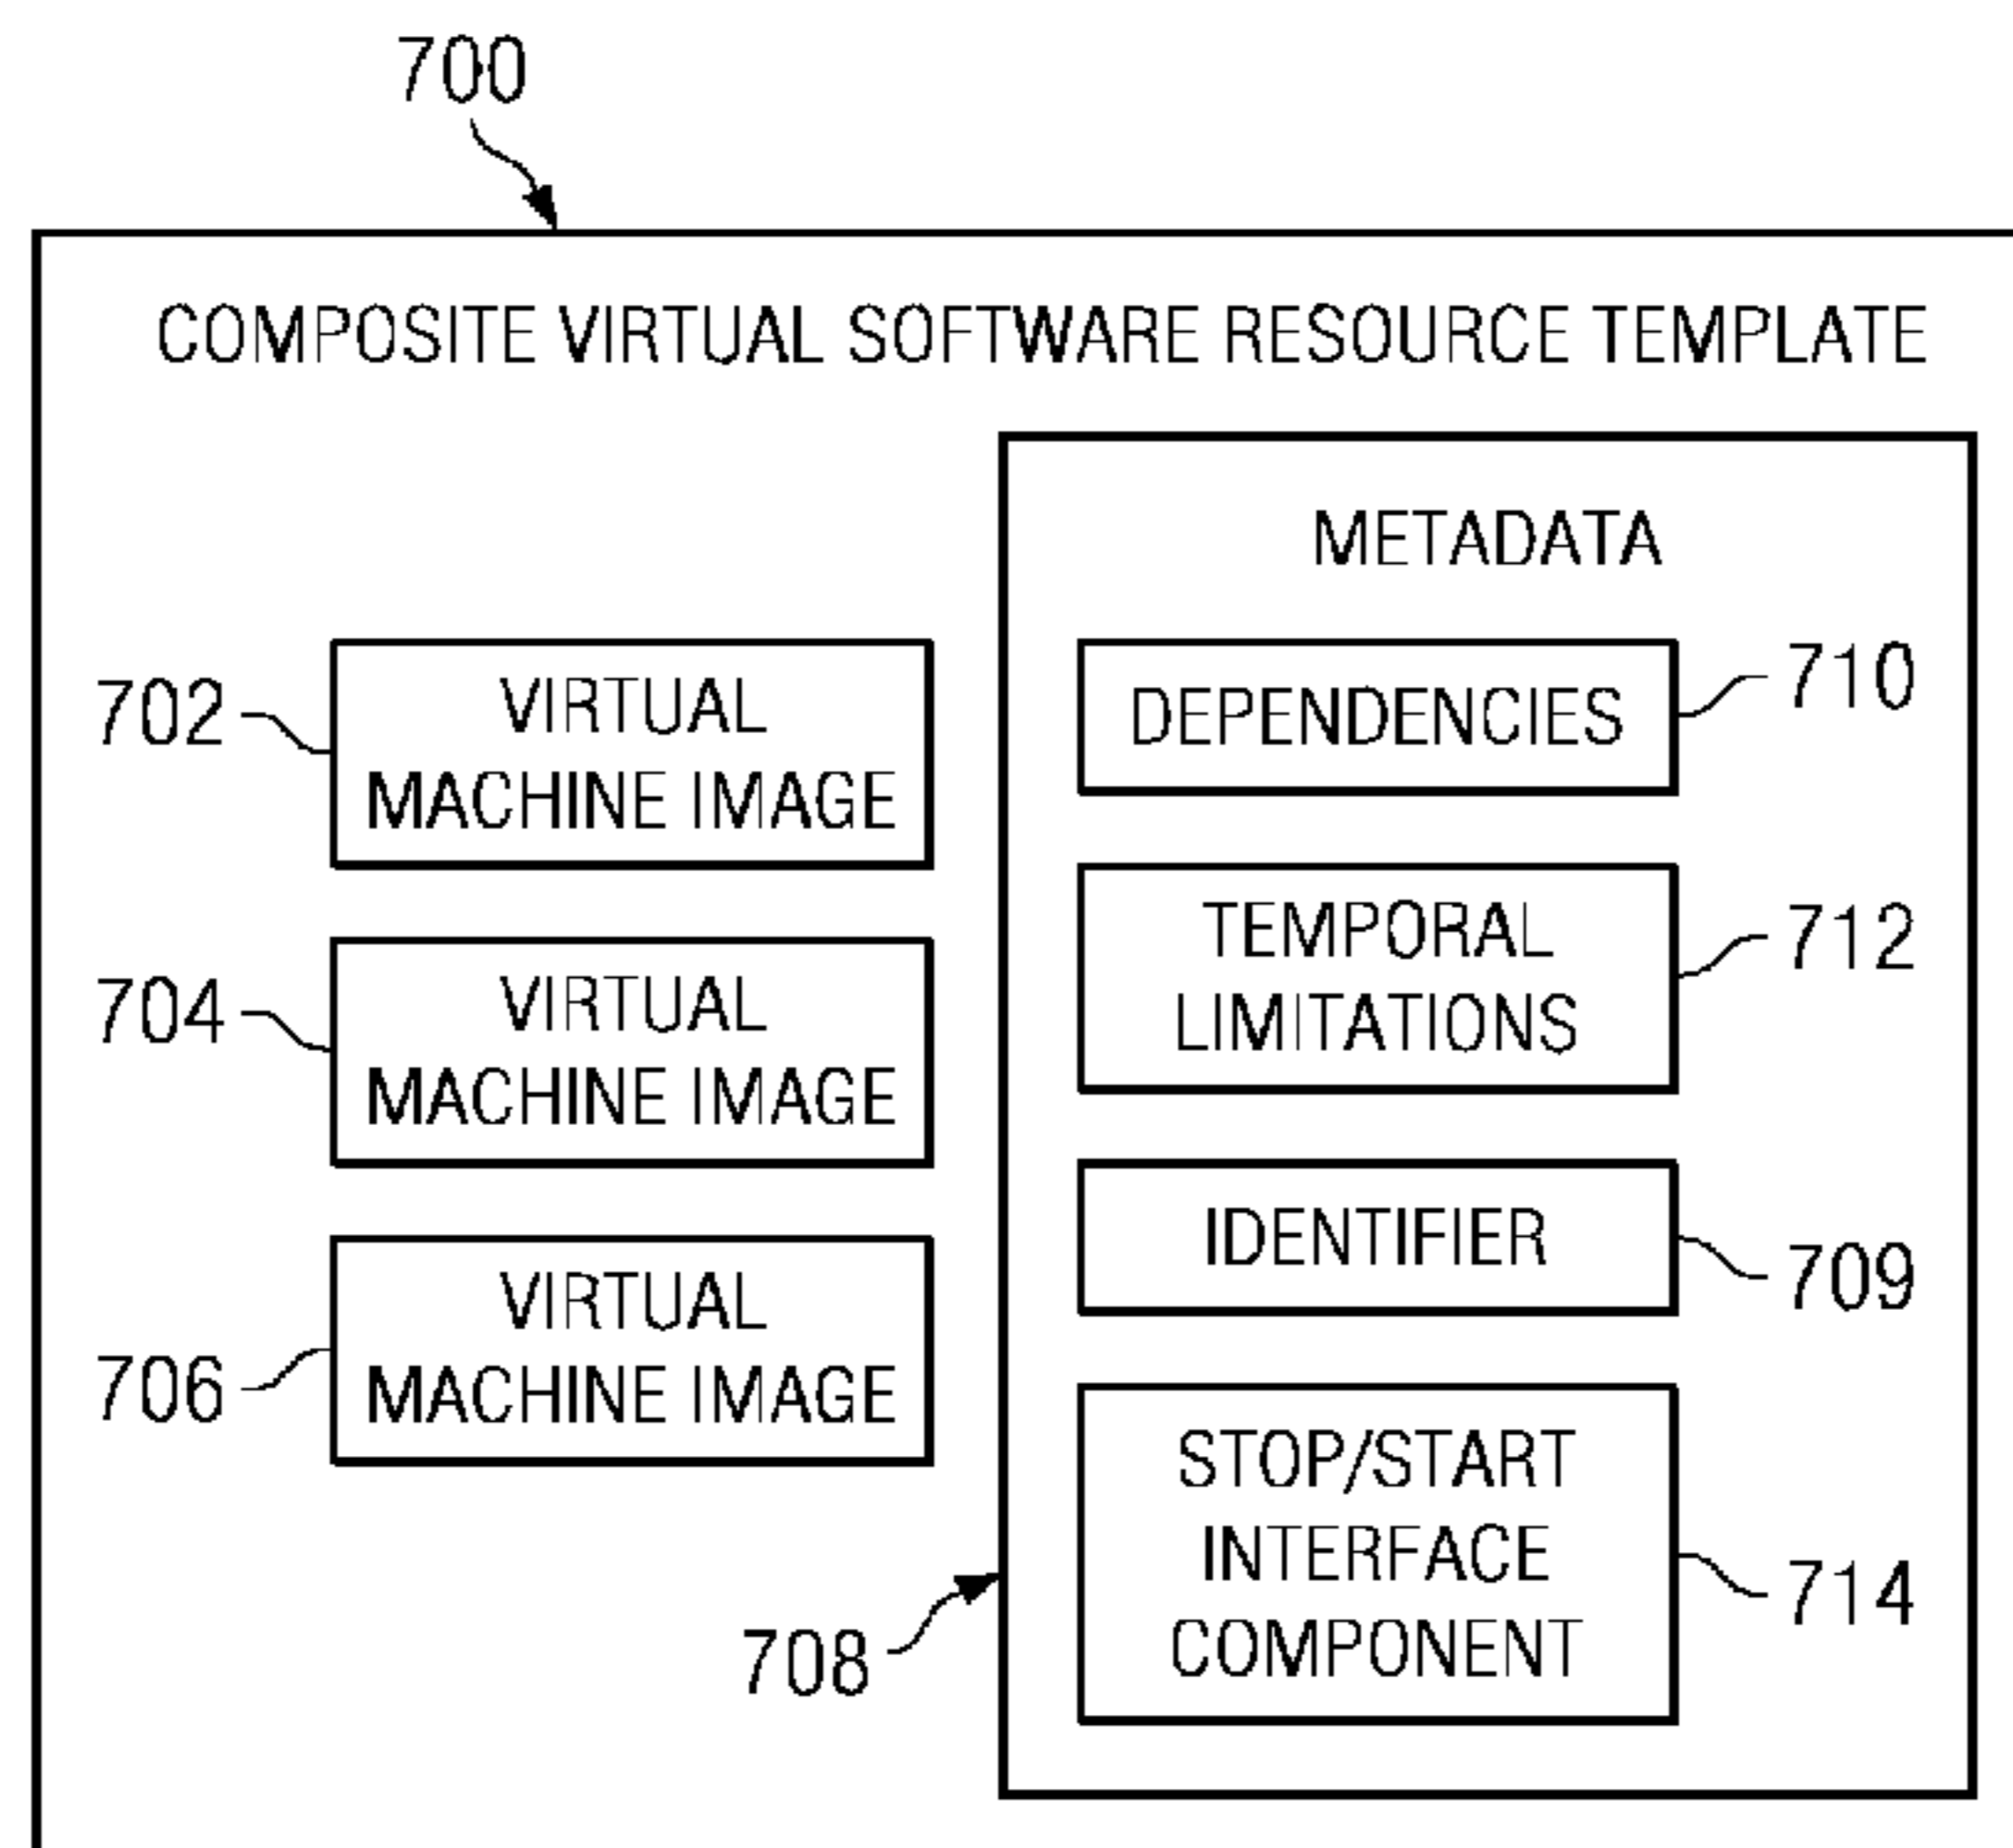 700
COMPOSITE VIRTUAL SOFTWARE RESOURCE TEMPLATE
702
VIRTUAL
MACHINE IMAGE
704
VIRTUAL
MACHINE IMAGE
706
VIRTUAL
MACHINE IMAGE
708
METADATA
DEPENDENCIES
710
TEMPORAL
LIMITATIONS
712
IDENTIFIER
709
STOP/START
INTERFACE
COMPONENT
714